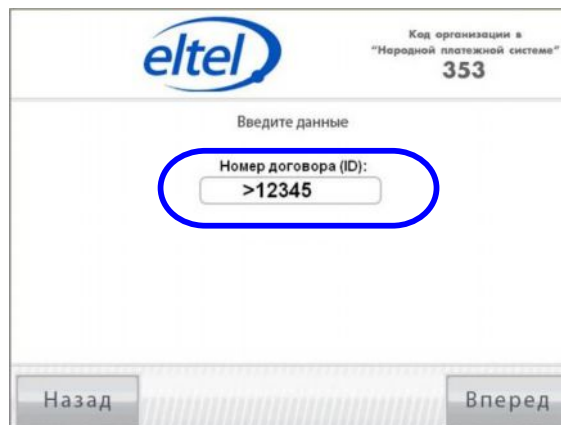 eltel
Код организации в
"Народной платежной системе"
353
Введите данные
Номер договора (ID):
>12345
Назад
Вперед